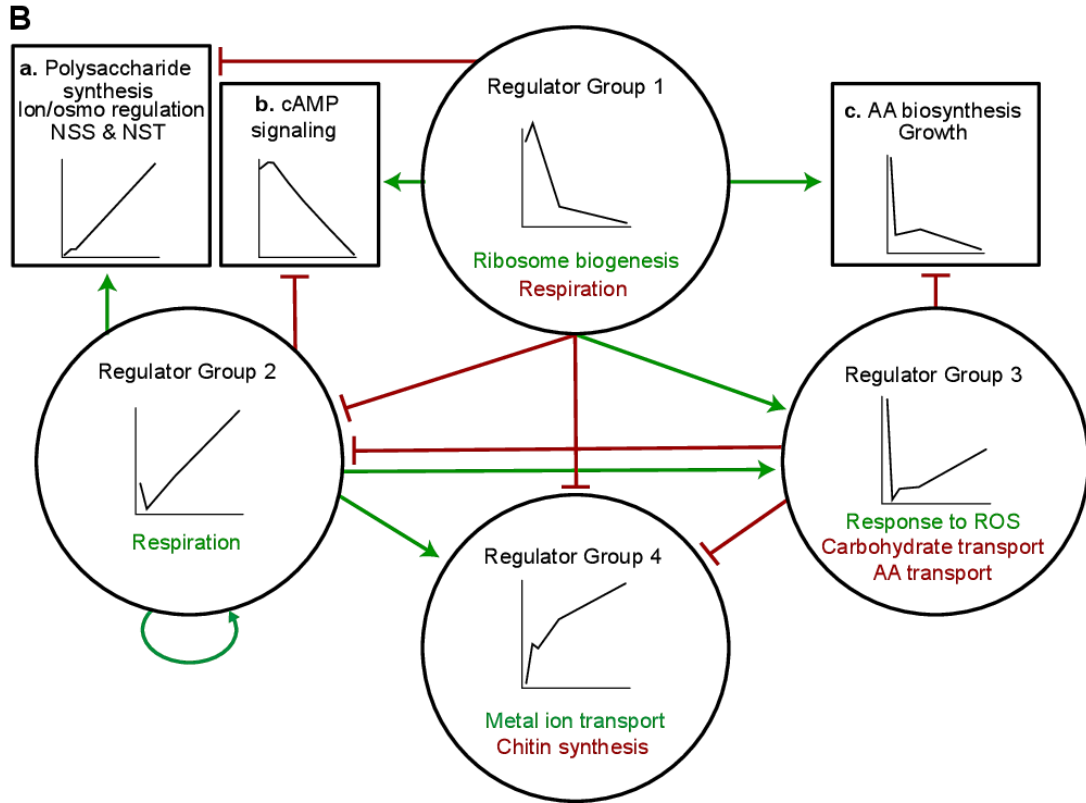 B
a. Polysaccharide
synthesis
Ion/osmo regulation
NSS & NST
b. cAMP
signaling
Regulator Group 1
Ribosome biogenesis
Respiration
c. AA biosynthesis
Growth
Regulator Group 2
Respiration
Regulator Group 3
Response to ROS
Carbohydrate transport
AA transport
Regulator Group 4
Metal ion transport
Chitin synthesis